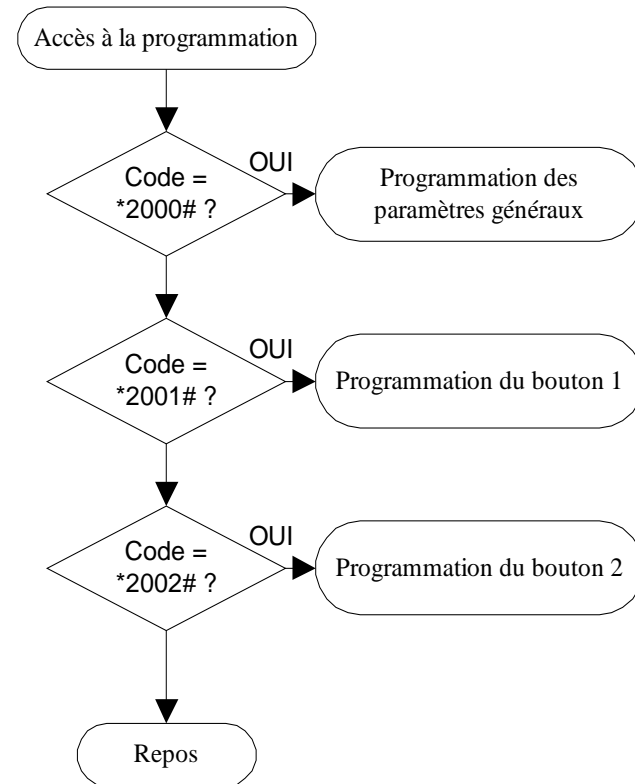 Accès à la programmation
OUI
Code =
*2000# ?
Programmation des
paramètres généraux
OUI
Code =
*2001# ?
Programmation du bouton 1
OUI
Code =
*2002# ?
Programmation du bouton 2
Repos